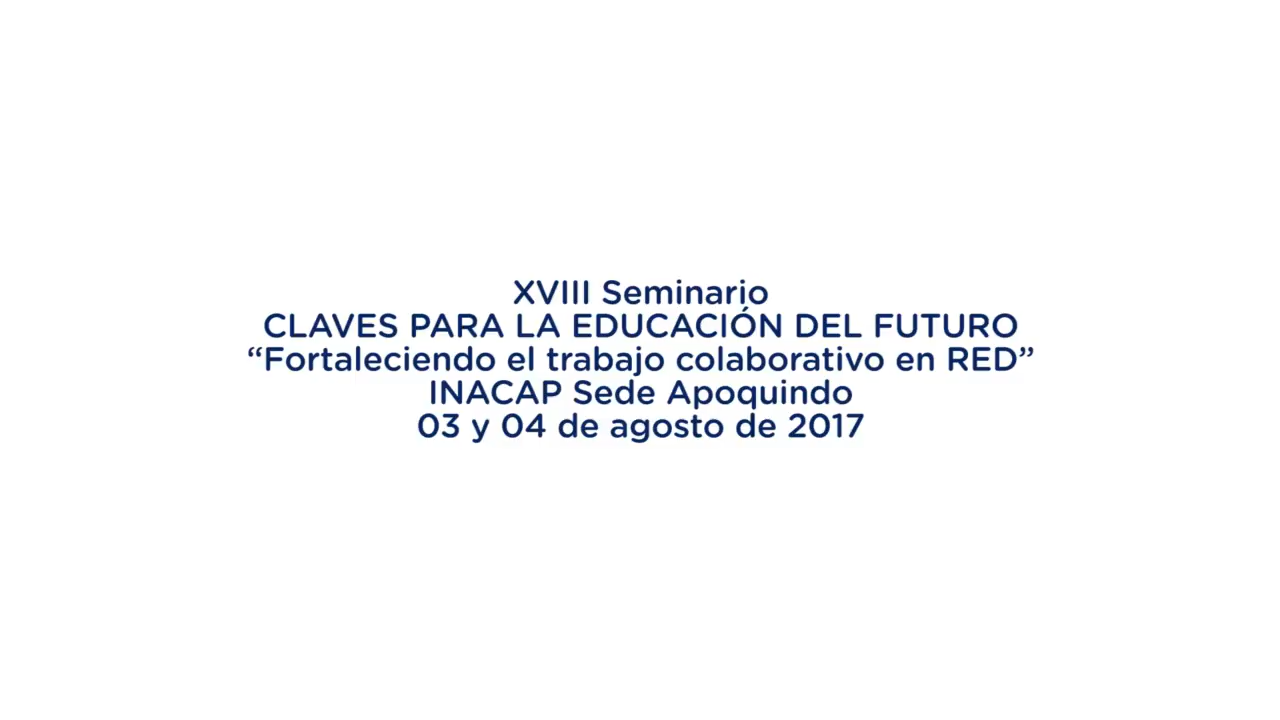 XVIII Seminario
CLAVES PARA LA EDUCACIÓN DEL FUTURO
“Fortaleciendo el trabajo colaborativo en RED”
INACAP Sede Apoquindo
03 y 04 de agosto de 2017